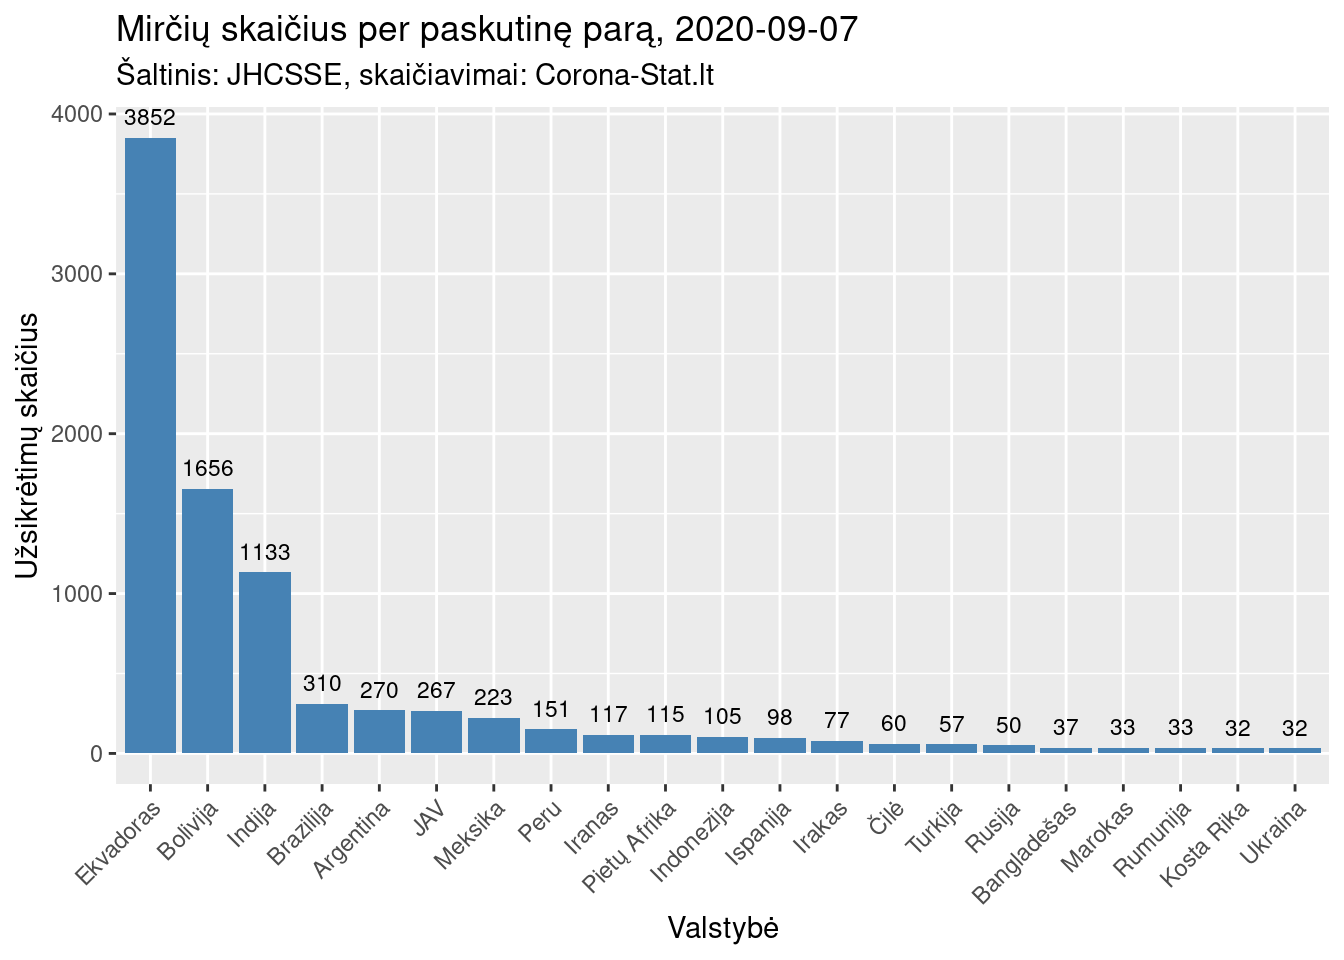 Mirčių skaičius per paskutinę parą, 2020-09-07
Šaltinis: JHCSSE, skaičiavimai: Corona-Stat.lt
Užsikrėtimų skaičius
4000
3000
2000
1000
0
3852
1656
1133
310
270
267
223
151
117
115
105
98
77
60
57
50
37
33
33
32
32
Ekvadoras
Bolivija
Indija
Brazilija
Argentina
JAV
Meksika
Peru
Iranas
Pietų Afrika
Indonezija
Ispanija
Irakas
Čilė
Turkija
Rusija
Bangladešas
Marokas
Rumunija
Kosta Rika
Ukraina
Valstybė